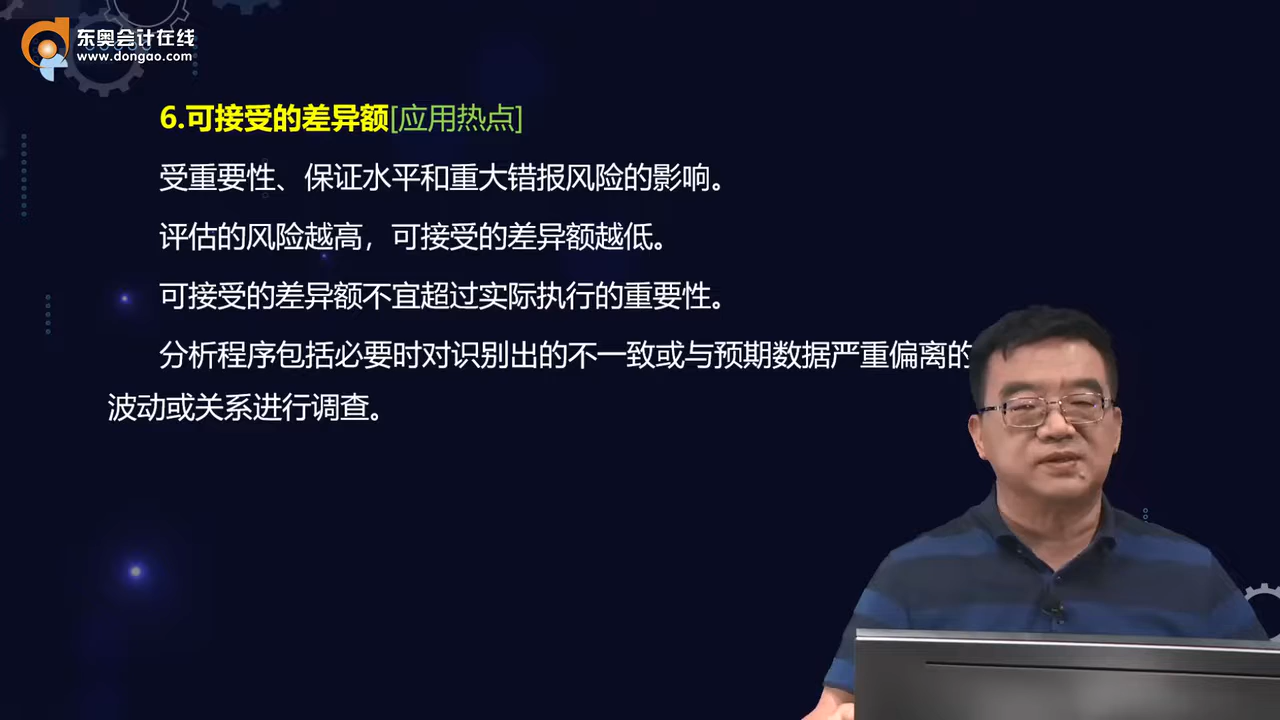 东奥会计在线
www.dongao.com
6.可接受的差异额[应用热点]
受重要性、保证水平和重大错报风险的影响。
评估的风险越高，可接受的差异额越低。
可接受的差异额不宜超过实际执行的重要性。
分析程序包括必要时对识别出的不一致或与预期数据严重偏离的
波动或关系进行调查。